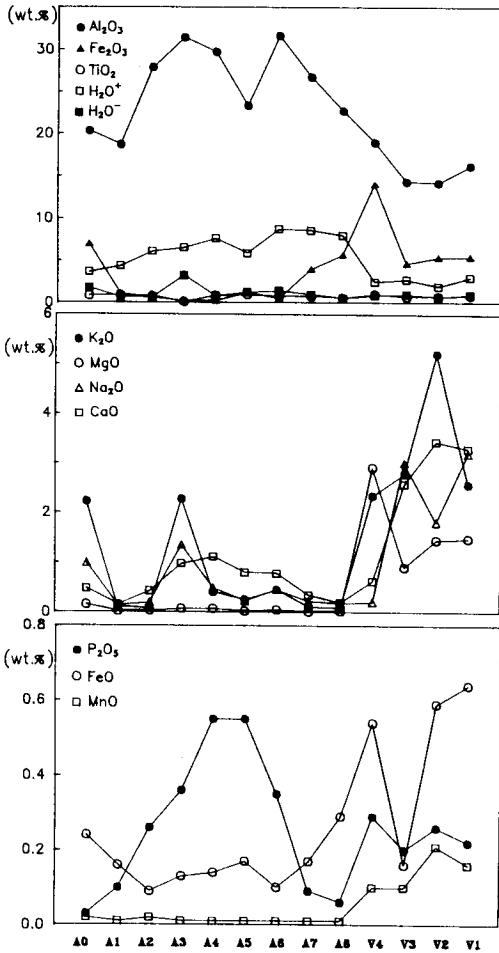 (wt.%)
30
20
10
0
Al₂O₃
Fe₂O₃
TiO₂
H₂O⁺
H₂O⁻
(wt.%)
6
4
2
0
K₂O
MgO
Na₂O
CaO
(wt.%)
0.8
0.6
0.4
0.2
0.0
P₂O₅
FeO
MnO
A0 A1 A2 A3 A4 A5 A6 A7 A8 V4 V3 V2 V1